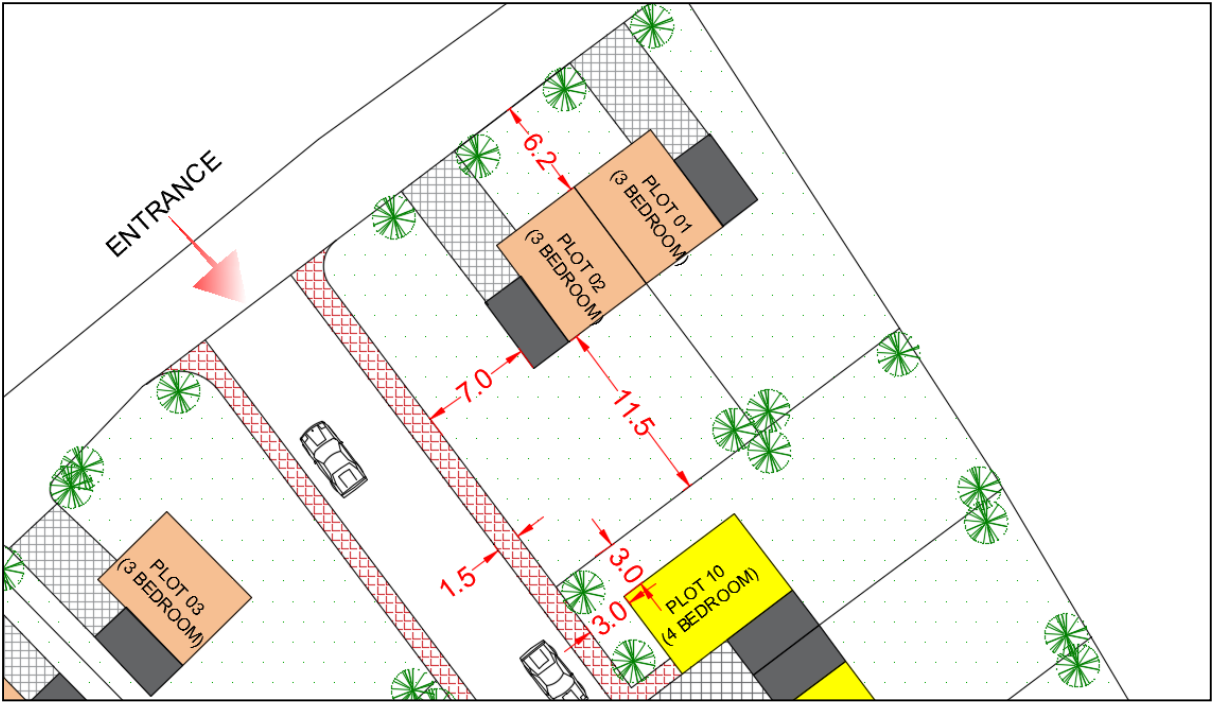 ENTRANCE
6.2
PLOT 01
(3 BEDROOM)
PLOT 02
(3 BEDROOM)
7.0
11.5
1.5
3.0
3.0
PLOT 10
(4 BEDROOM)
PLOT 03
(3 BEDROOM)